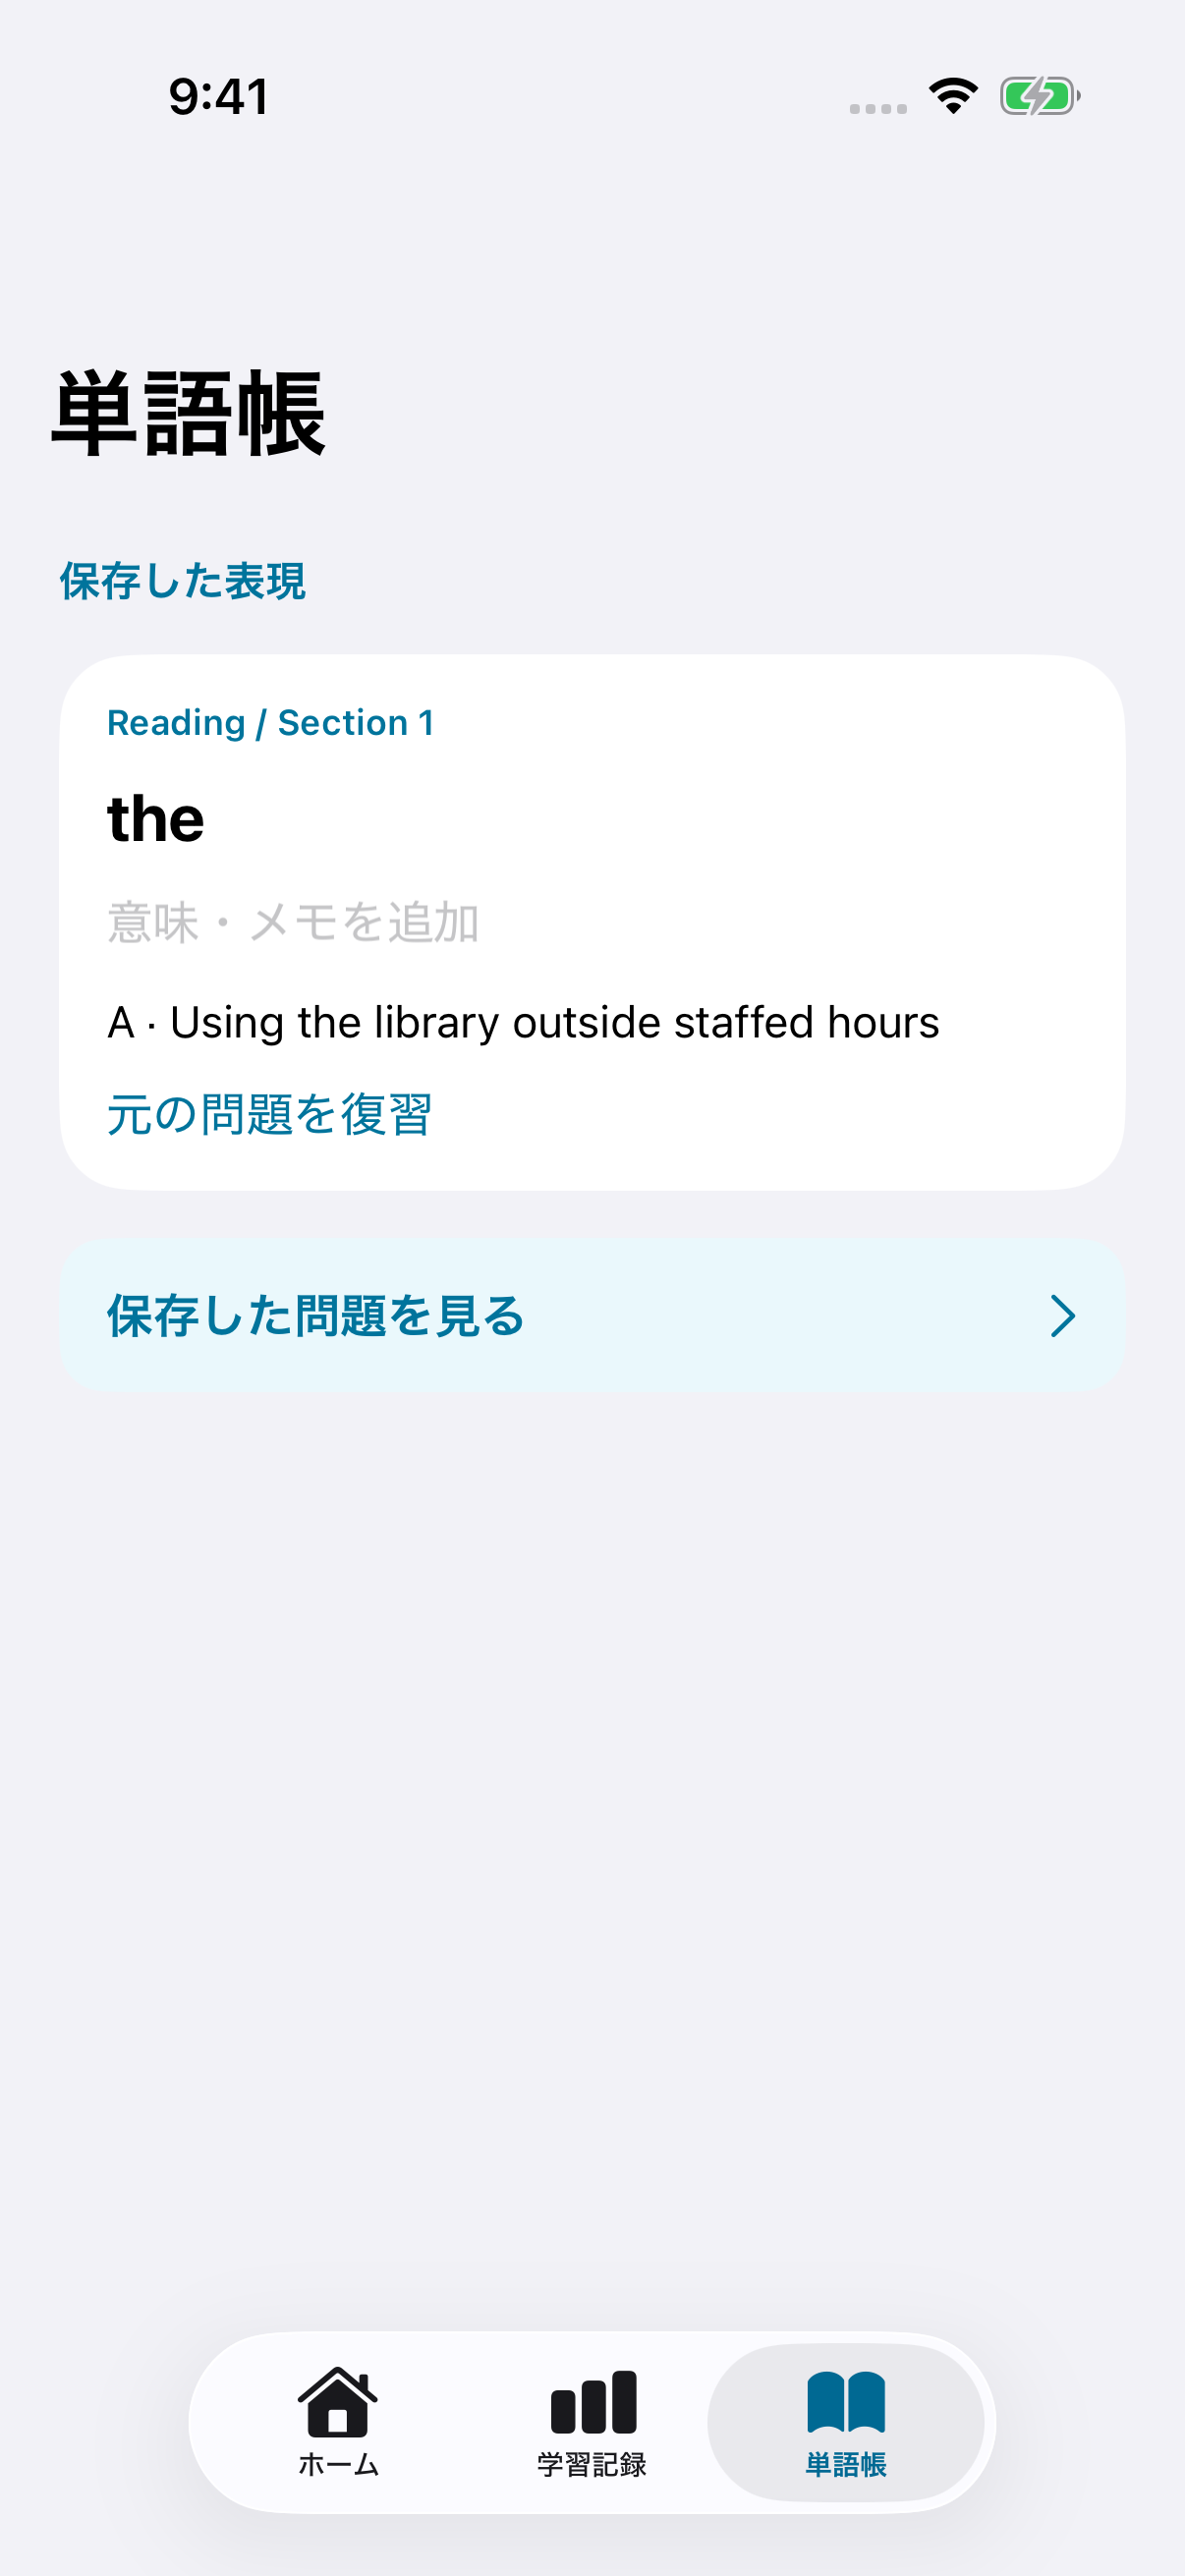 9:41
単語帳
保存した表現
Reading / Section 1
the
意味・メモを追加
A · Using the library outside staffed hours
元の問題を復習
保存した問題を見る
ホーム
学習記録
単語帳